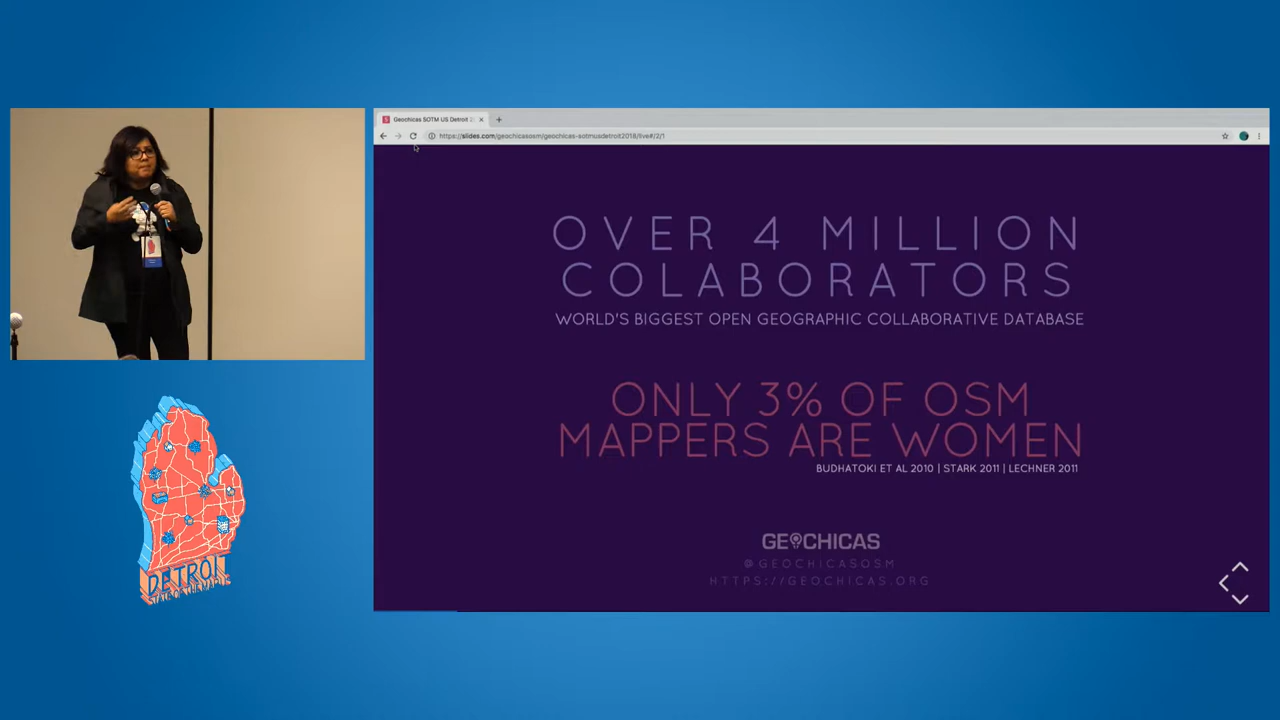 Geochicas SOTM US Detroit 2
https://slides.com/geochicasosm/geochices-sotmusdetroit2018/live#/2/1
OVER 4 MILLION
COLABORATORS
WORLD'S BIGGEST OPEN GEOGRAPHIC COLLABORATIVE DATABASE
ONLY 3% OF OSM
MAPPERS ARE WOMEN
BUDHATOKI ET AL 2010 | STARK 2011 | LECHNER 2011
GEOCHICAS
@GEOCHICASOSM
HTTPS://GEOCHICAS.ORG
DETROIT
STATE OF THE MAP US